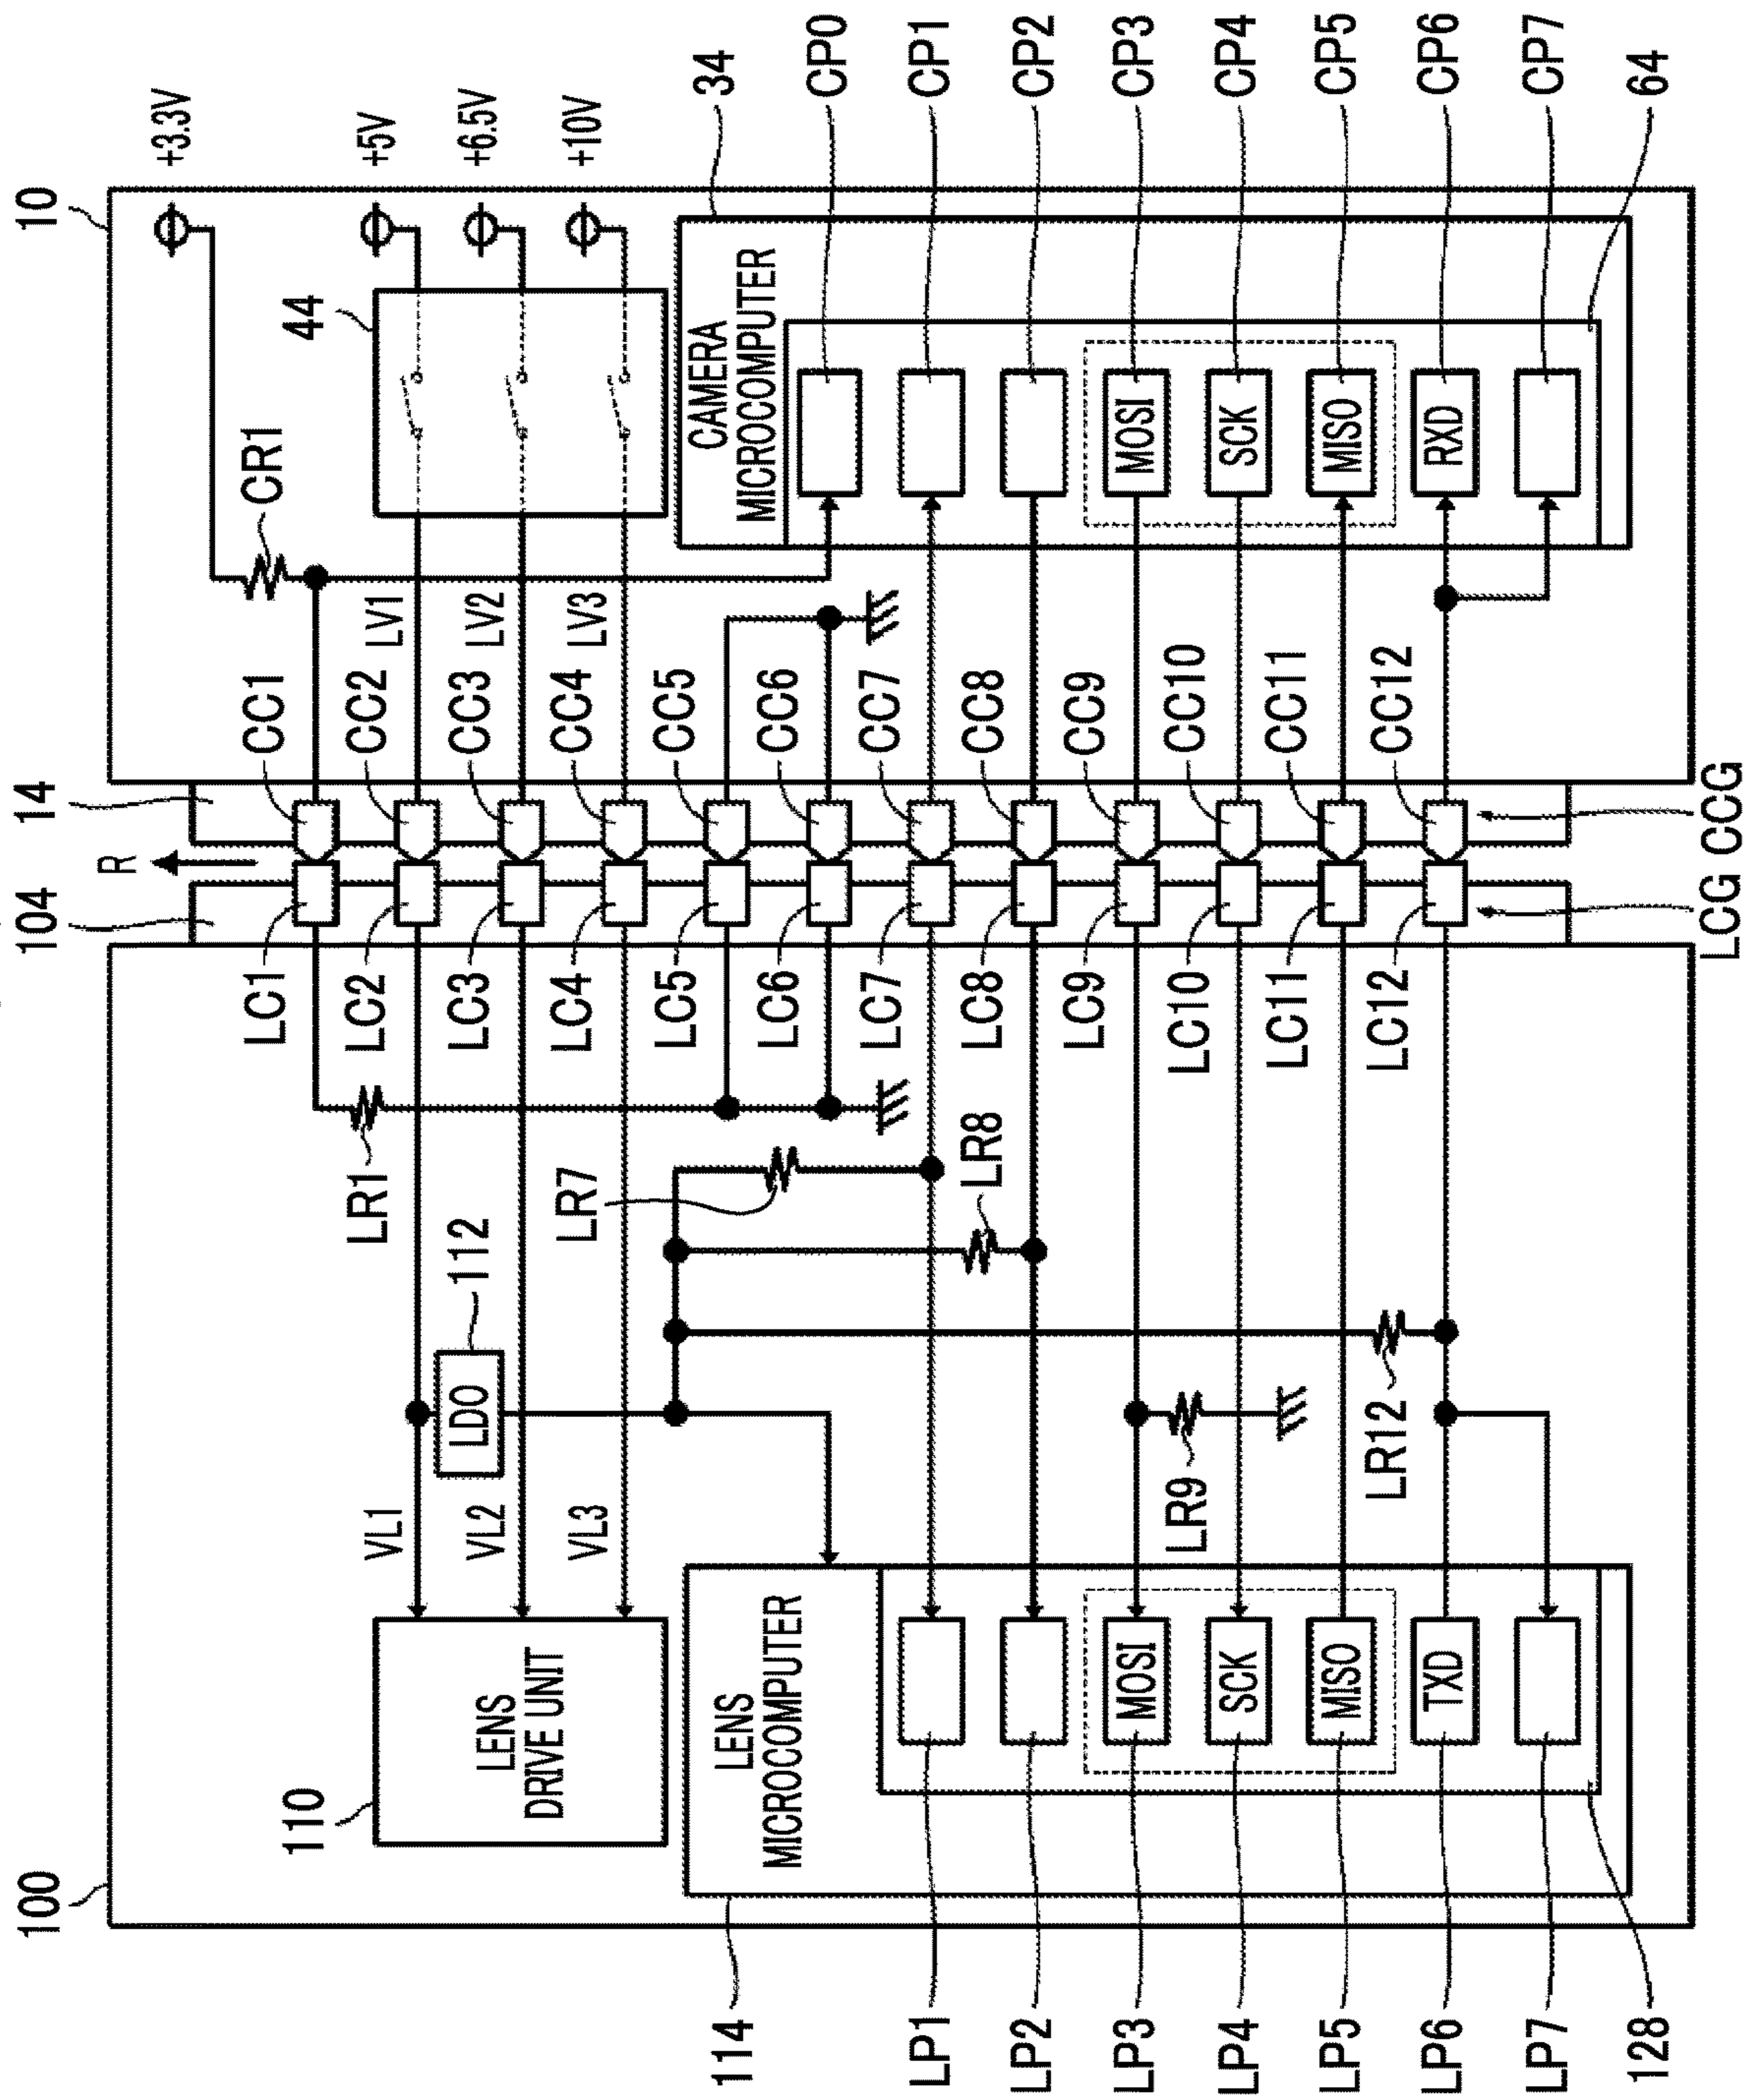 100
110
LENS
DRIVE UNIT
VL1
VL2
VL3
LDO
112
LR1
LR7
LR8
LR9
LR12
114
LENS
MICROCOMPUTER
LP1
LP2
LP3
LP4
LP5
LP6
LP7
128
MOSI
SCK
MISO
TXD
LC1
LC2
LC3
LC4
LC5
LC6
LC7
LC8
LC9
LC10
LC11
LC12
LCG
104
R
14
CCG
CC1
CC2
CC3
CC4
CC5
CC6
CC7
CC8
CC9
CC10
CC11
CC12
LV1
LV2
LV3
CR1
44
10
+3.3V
+5V
+6.5V
+10V
34
CAMERA
MICROCOMPUTER
MOSI
SCK
MISO
RXD
CP0
CP1
CP2
CP3
CP4
CP5
CP6
CP7
64